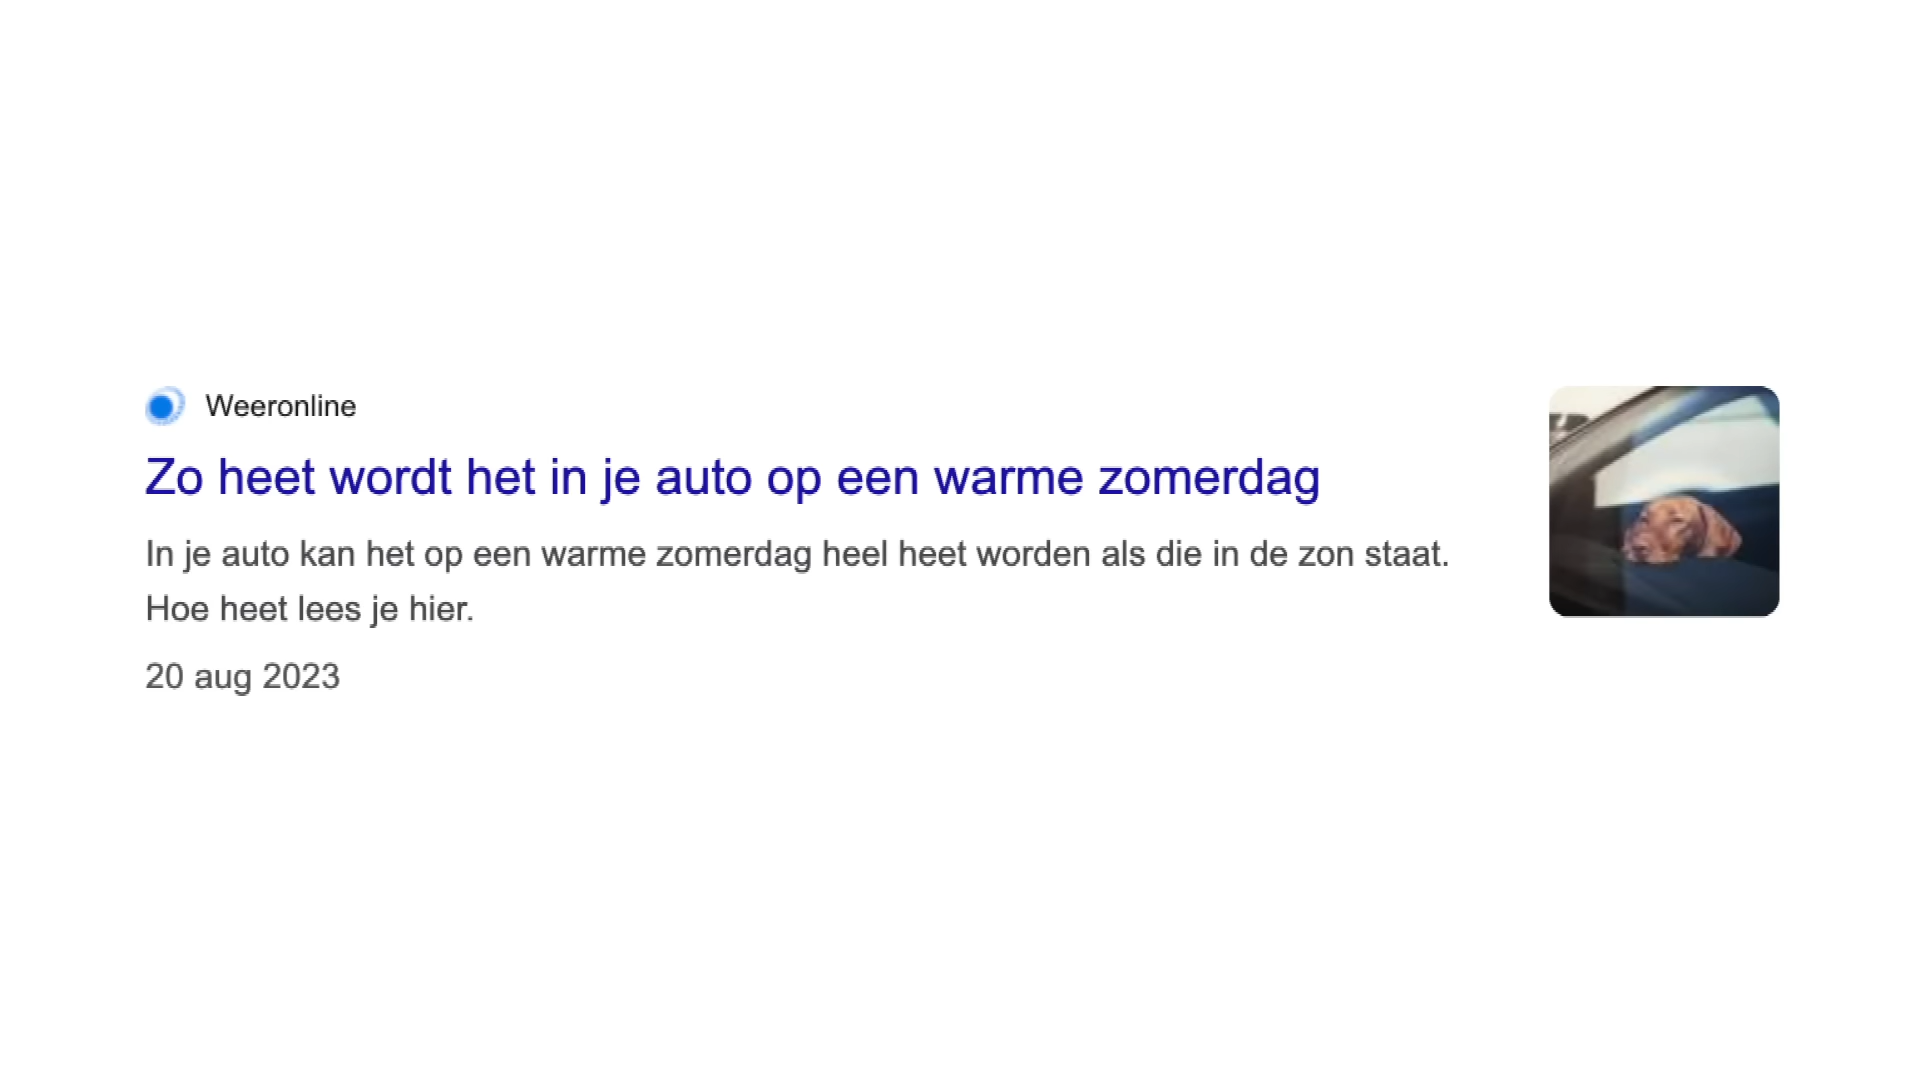 Weeronline
Zo heet wordt het in je auto op een warme zomerdag
In je auto kan het op een warme zomerdag heel heet worden als die in de zon staat.
Hoe heet lees je hier.
20 aug 2023